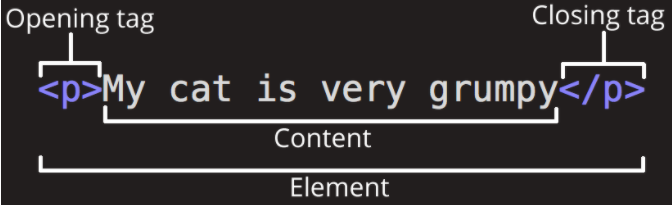 Opening tag
Closing tag
<p>My cat is very grumpy</p>
Content
Element